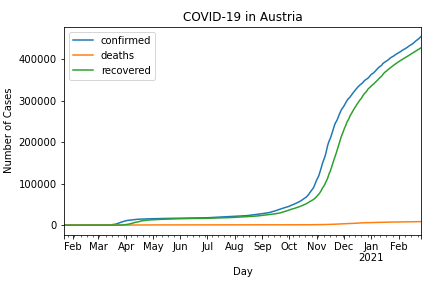 COVID-19 in Austria
confirmed
deaths
recovered
Number of Cases
400000
300000
200000
100000
0
Feb Mar Apr May Jun Jul Aug Sep Oct Nov Dec Jan Feb
2021
Day